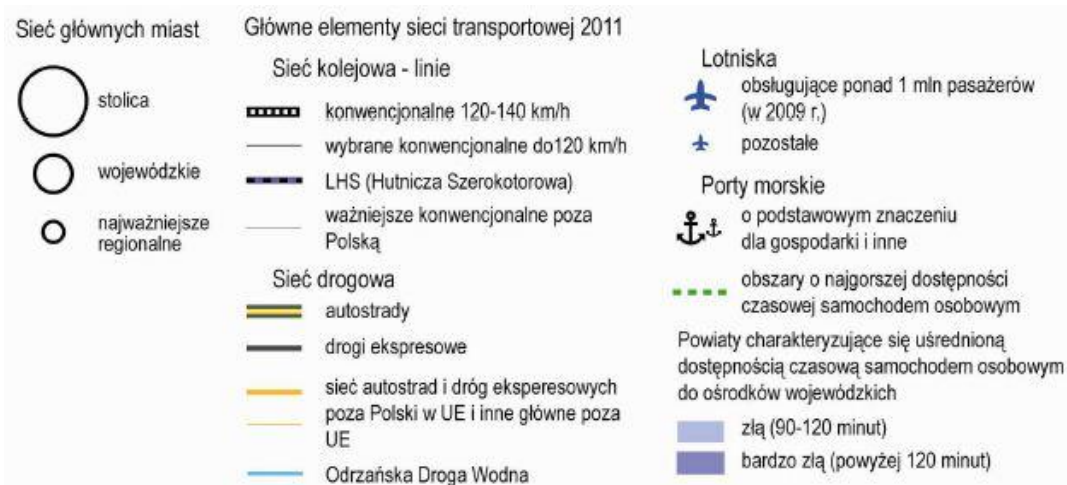 Sieć głównych miast
stolica
wojewódzkie
najważniejsze
regionalne
Główne elementy sieci transportowej 2011
Sieć kolejowa - linie
konwencjonalne 120-140 km/h
wybrane konwencjonalne do120 km/h
LHS (Hutnicza Szerokotorowa)
ważniejsze konwencjonalne poza
Polską
Sieć drogowa
autostrady
drogi ekspresowe
sieć autostrad i dróg eksperesowych
poza Polski w UE i inne główne poza
UE
Odrzańska Droga Wodna
Lotniska
obsługujące ponad 1 mln pasażerów
(w 2009 r.)
pozostałe
Porty morskie
o podstawowym znaczeniu
dla gospodarki i inne
obszary o najgorszej dostępności
czasowej samochodem osobowym
Powiaty charakteryzujące się uśrednioną
dostępnością czasową samochodem osobowym
do ośrodków wojewódzkich
złą (90-120 minut)
bardzo złą (powyżej 120 minut)